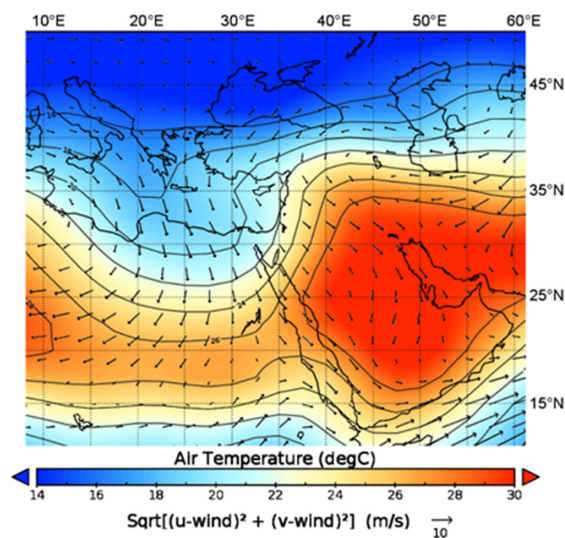 10°E 20°E 30°E 40°E 50°E 60°E
45°N
35°N
25°N
15°N
26
Air Temperature (degC)
14 16 18 20 22 24 26 28 30
Sqrt[(u-wind)² + (v-wind)²] (m/s)
10